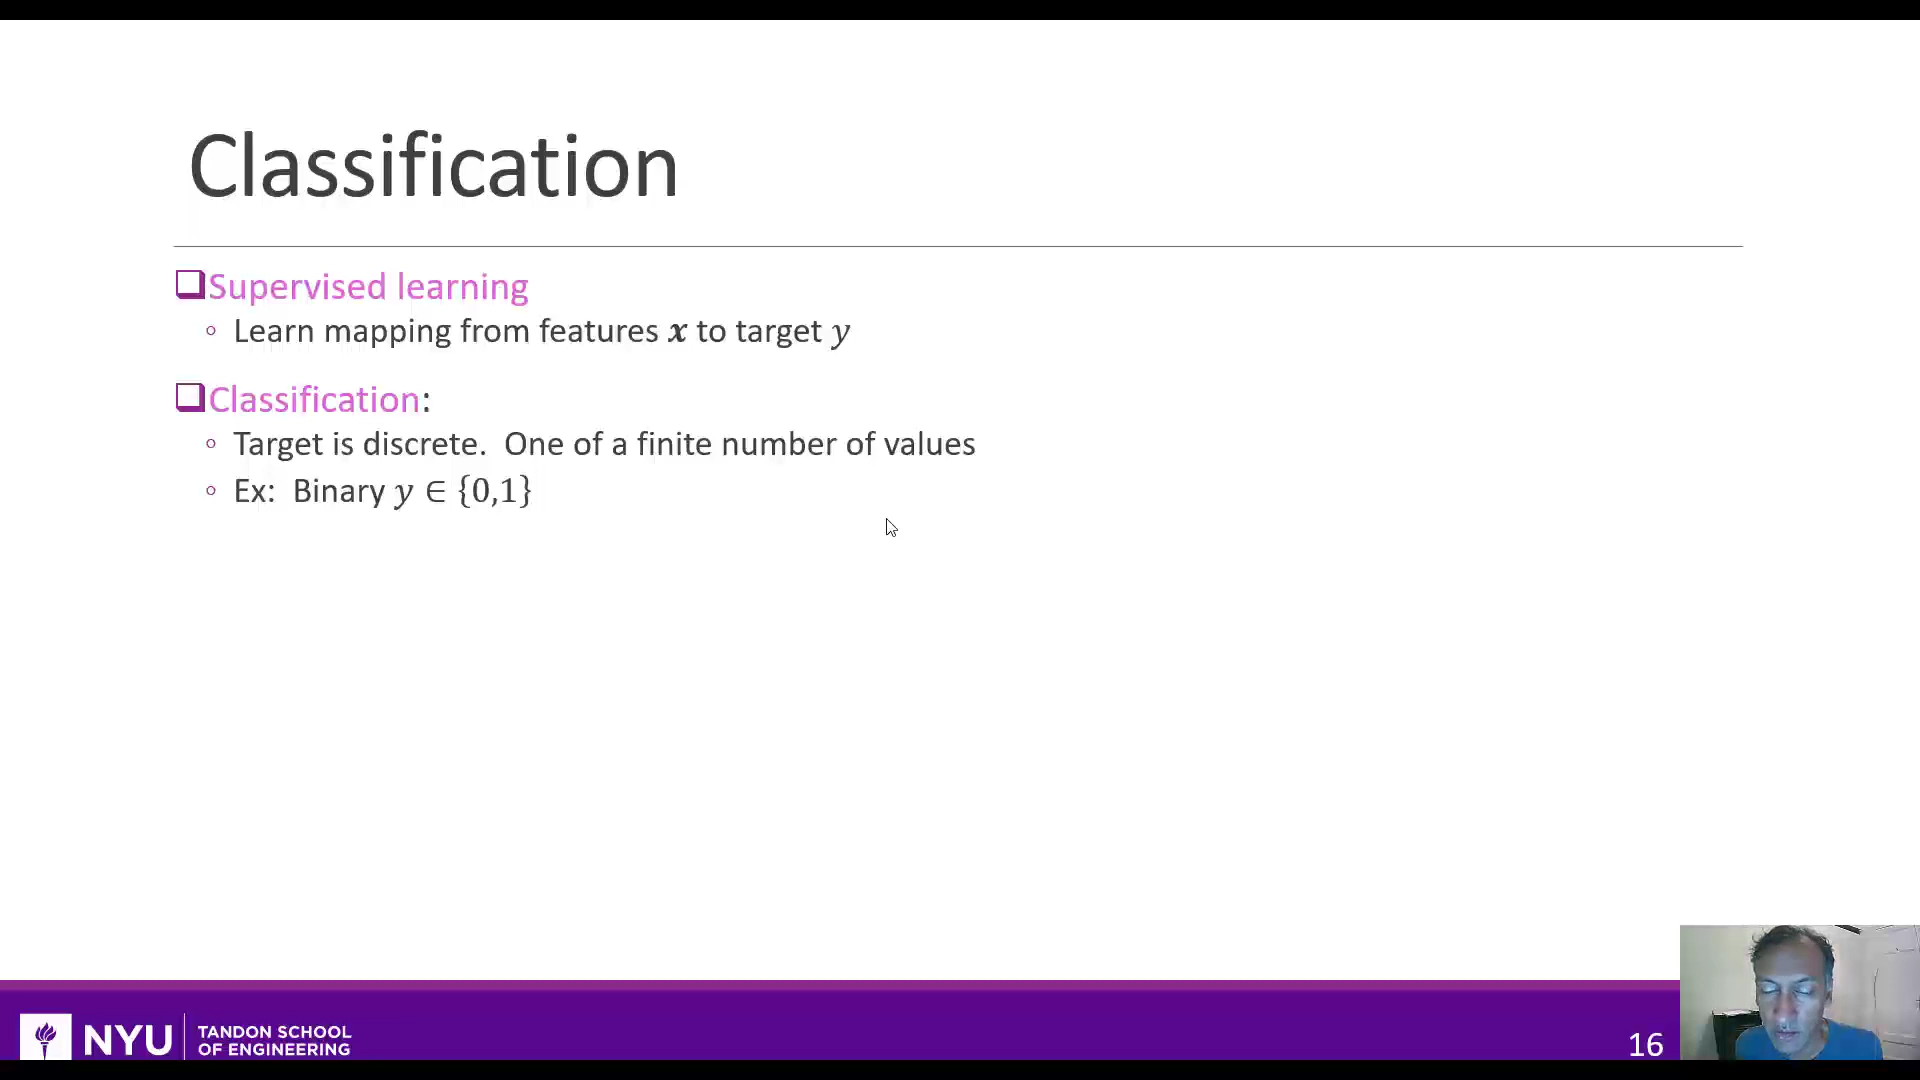 Classification
Supervised learning
Learn mapping from features x to target y
Classification:
Target is discrete.  One of a finite number of values
Ex:  Binary y ∈ {0,1}
NYU
TANDON SCHOOL
OF ENGINEERING
16